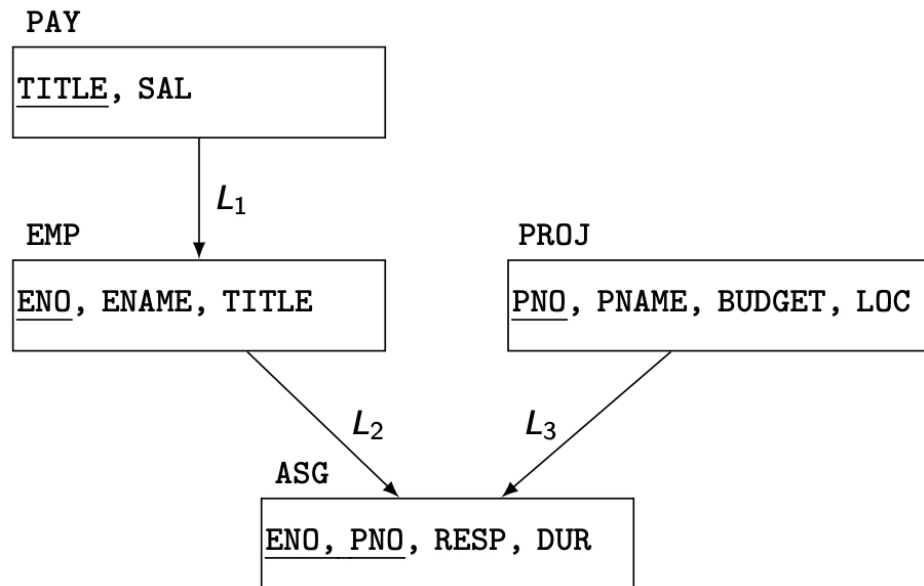 PAY
TITLE, SAL
L1
EMP
PROJ
ENO, ENAME, TITLE
PNO, PNAME, BUDGET, LOC
L2
L3
ASG
ENO, PNO, RESP, DUR